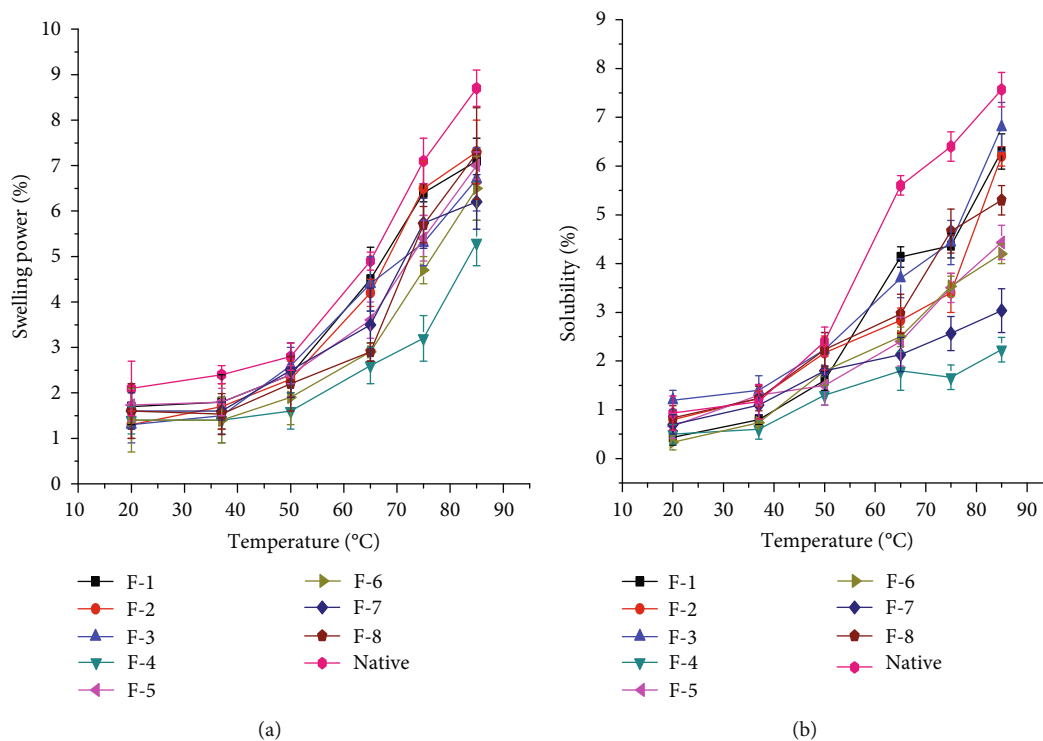 10
9
8
7
6
5
4
3
2
1
0
Swelling power (%)
10 20 30 40 50 60 70 80 90
Temperature (°C)
F-1
F-2
F-3
F-4
F-5
F-6
F-7
F-8
Native
(a)
9
8
7
6
5
4
3
2
1
0
Solubility (%)
10 20 30 40 50 60 70 80 90
Temperature (°C)
F-1
F-2
F-3
F-4
F-5
F-6
F-7
F-8
Native
(b)